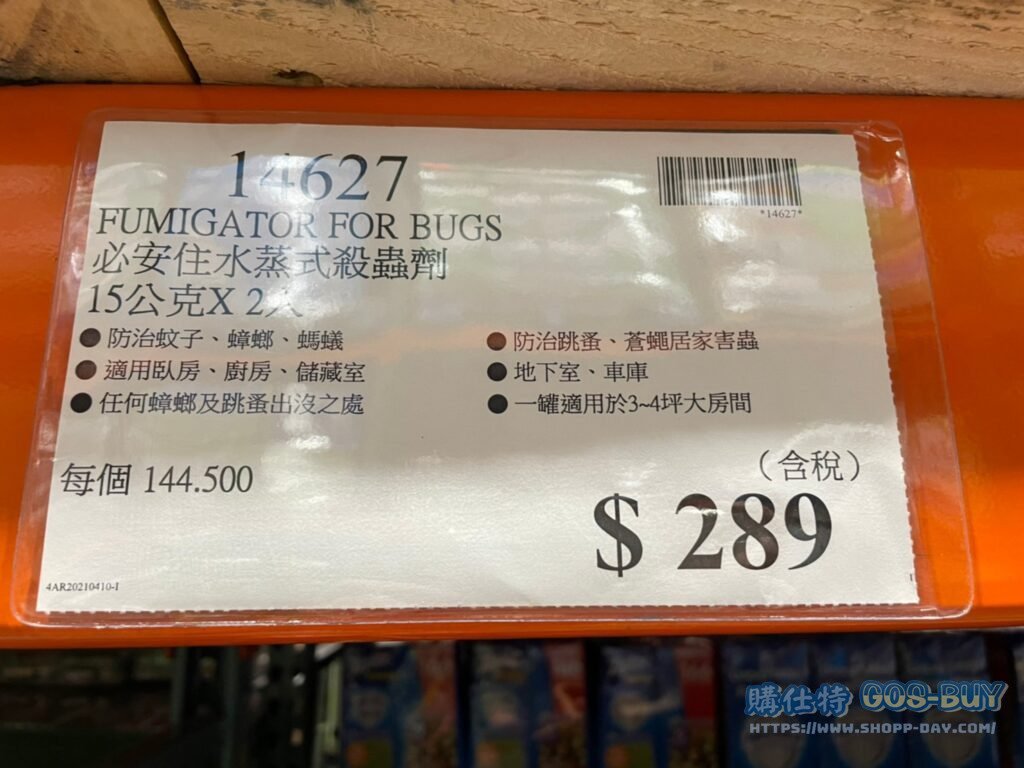 14627
*14627*
FUMIGATOR FOR BUGS
必安住水蒸式殺蟲劑
15公克X 2入
●防治蚊子、蟑螂、螞蟻
●防治跳蚤、蒼蠅居家害蟲
●適用臥房、廚房、儲藏室
●地下室、車庫
●任何蟑螂及跳蚤出沒之處
●一罐適用於3~4坪大房間
每個 144.500
（含稅）
$ 289
4AR20210410-1
購仕特 GOS-BUY
HTTPS://WWW.SHOPP-DAY.COM/